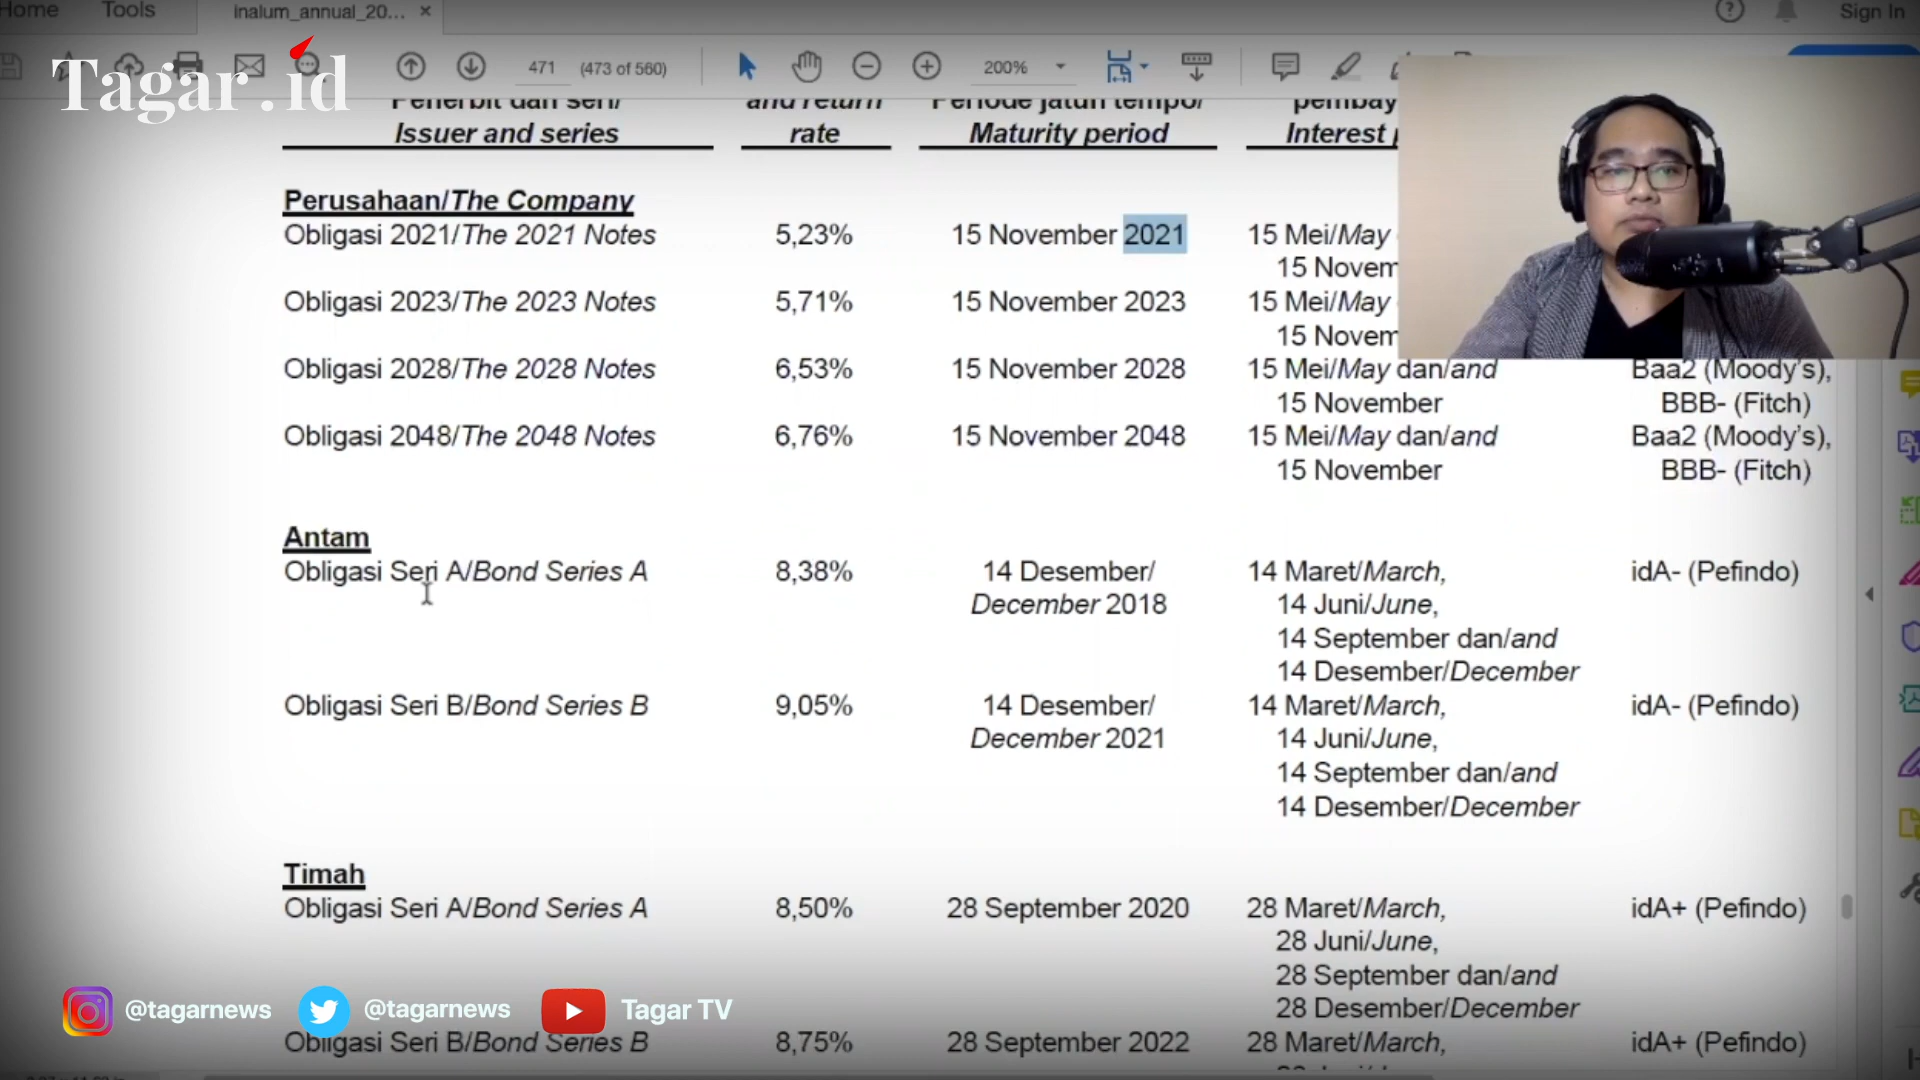 Home Tools inalum_annual_20... × Sign In
Tagar.id
471 (473 of 560) 200%
Penerbit dan seri/ and return Periode jatuh tempo/ pembay
Issuer and series rate Maturity period Interest p
Perusahaan/The Company
Obligasi 2021/The 2021 Notes 5,23% 15 November 2021 15 Mei/May
15 Novem
Obligasi 2023/The 2023 Notes 5,71% 15 November 2023 15 Mei/May
15 Novem
Obligasi 2028/The 2028 Notes 6,53% 15 November 2028 15 Mei/May dan/and Baa2 (Moody's),
15 November BBB- (Fitch)
Obligasi 2048/The 2048 Notes 6,76% 15 November 2048 15 Mei/May dan/and Baa2 (Moody's),
15 November BBB- (Fitch)
Antam
Obligasi Seri A/Bond Series A 8,38% 14 Desember/ 14 Maret/March, idA- (Pefindo)
December 2018 14 Juni/June,
14 September dan/and
14 Desember/December
Obligasi Seri B/Bond Series B 9,05% 14 Desember/ 14 Maret/March, idA- (Pefindo)
December 2021 14 Juni/June,
14 September dan/and
14 Desember/December
Timah
Obligasi Seri A/Bond Series A 8,50% 28 September 2020 28 Maret/March, idA+ (Pefindo)
28 Juni/June,
28 September dan/and
28 Desember/December
@tagarnews @tagarnews Tagar TV
Obligasi Seri B/Bond Series B 8,75% 28 September 2022 28 Maret/March, idA+ (Pefindo)